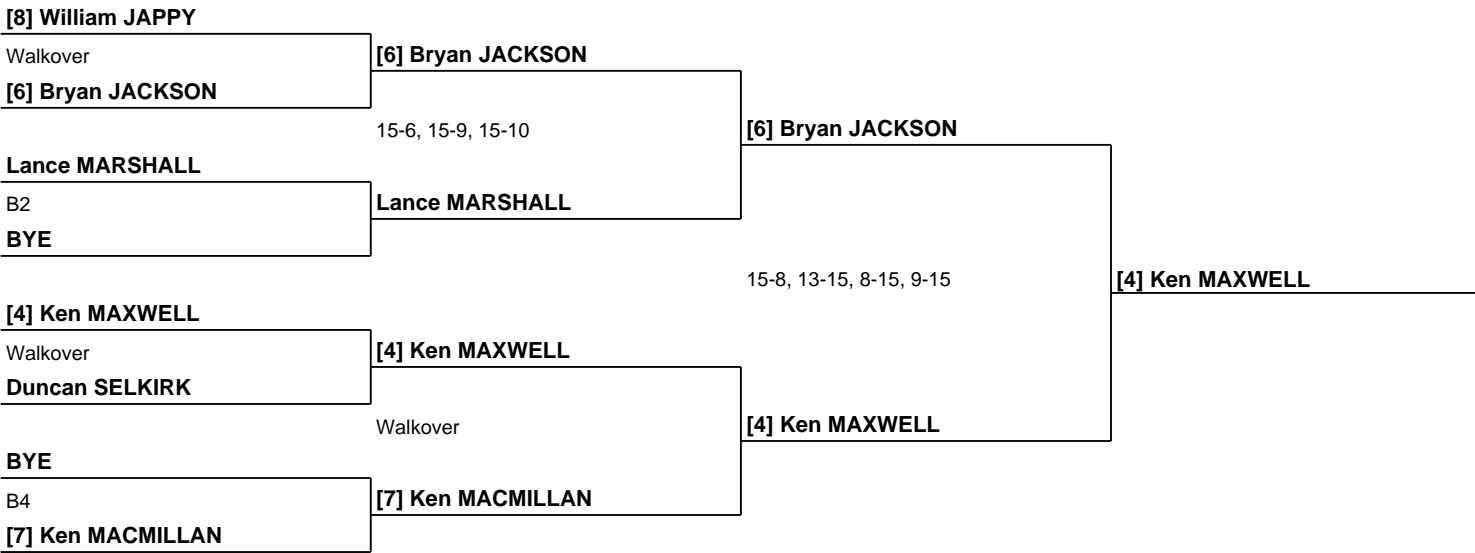 [8] William JAPPY
Walkover
[6] Bryan JACKSON
[6] Bryan JACKSON
15-6, 15-9, 15-10
[6] Bryan JACKSON
Lance MARSHALL
B2
Lance MARSHALL
BYE
15-8, 13-15, 8-15, 9-15
[4] Ken MAXWELL
[4] Ken MAXWELL
Walkover
[4] Ken MAXWELL
Duncan SELKIRK
Walkover
[4] Ken MAXWELL
BYE
B4
[7] Ken MACMILLAN
[7] Ken MACMILLAN